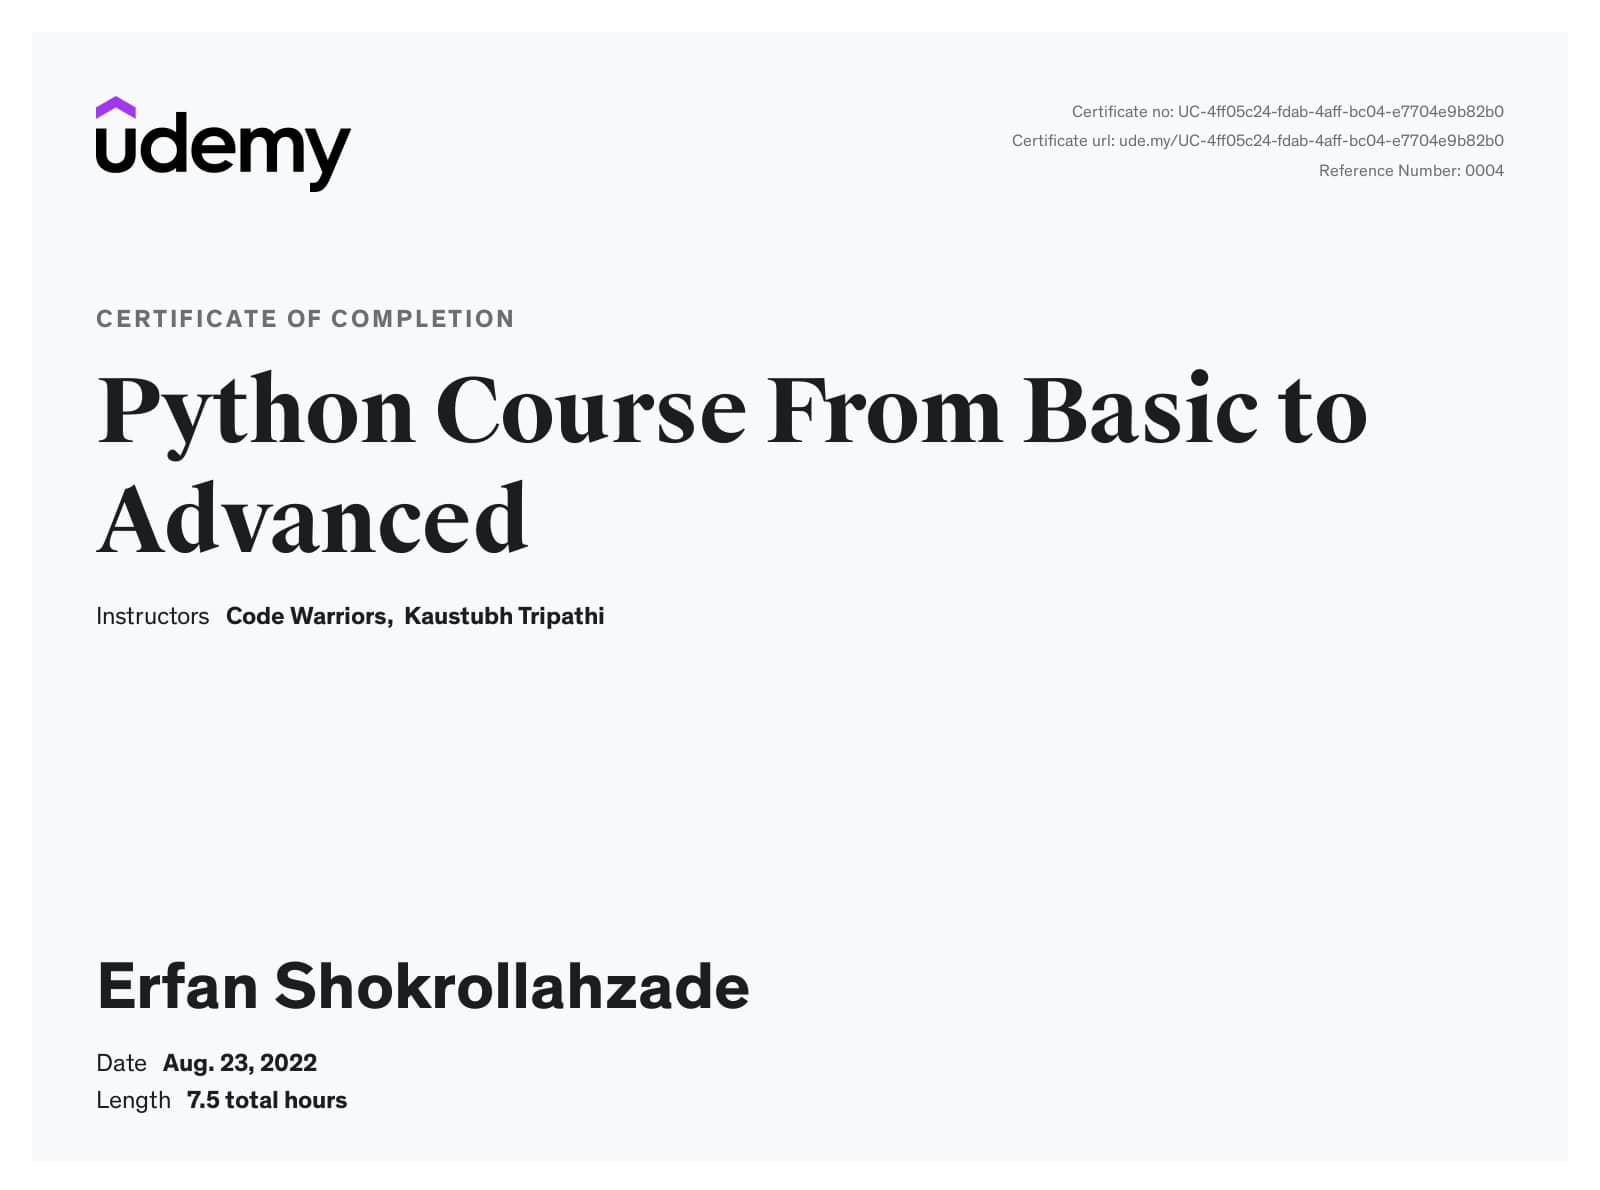 udemy
Certificate no: UC-4ff05c24-fdab-4aff-bc04-e7704e9b82b0
Certificate url: ude.my/UC-4ff05c24-fdab-4aff-bc04-e7704e9b82b0
Reference Number: 0004
CERTIFICATE OF COMPLETION
Python Course From Basic to
Advanced
Instructors Code Warriors, Kaustubh Tripathi
Erfan Shokrollahzade
Date Aug. 23, 2022
Length 7.5 total hours